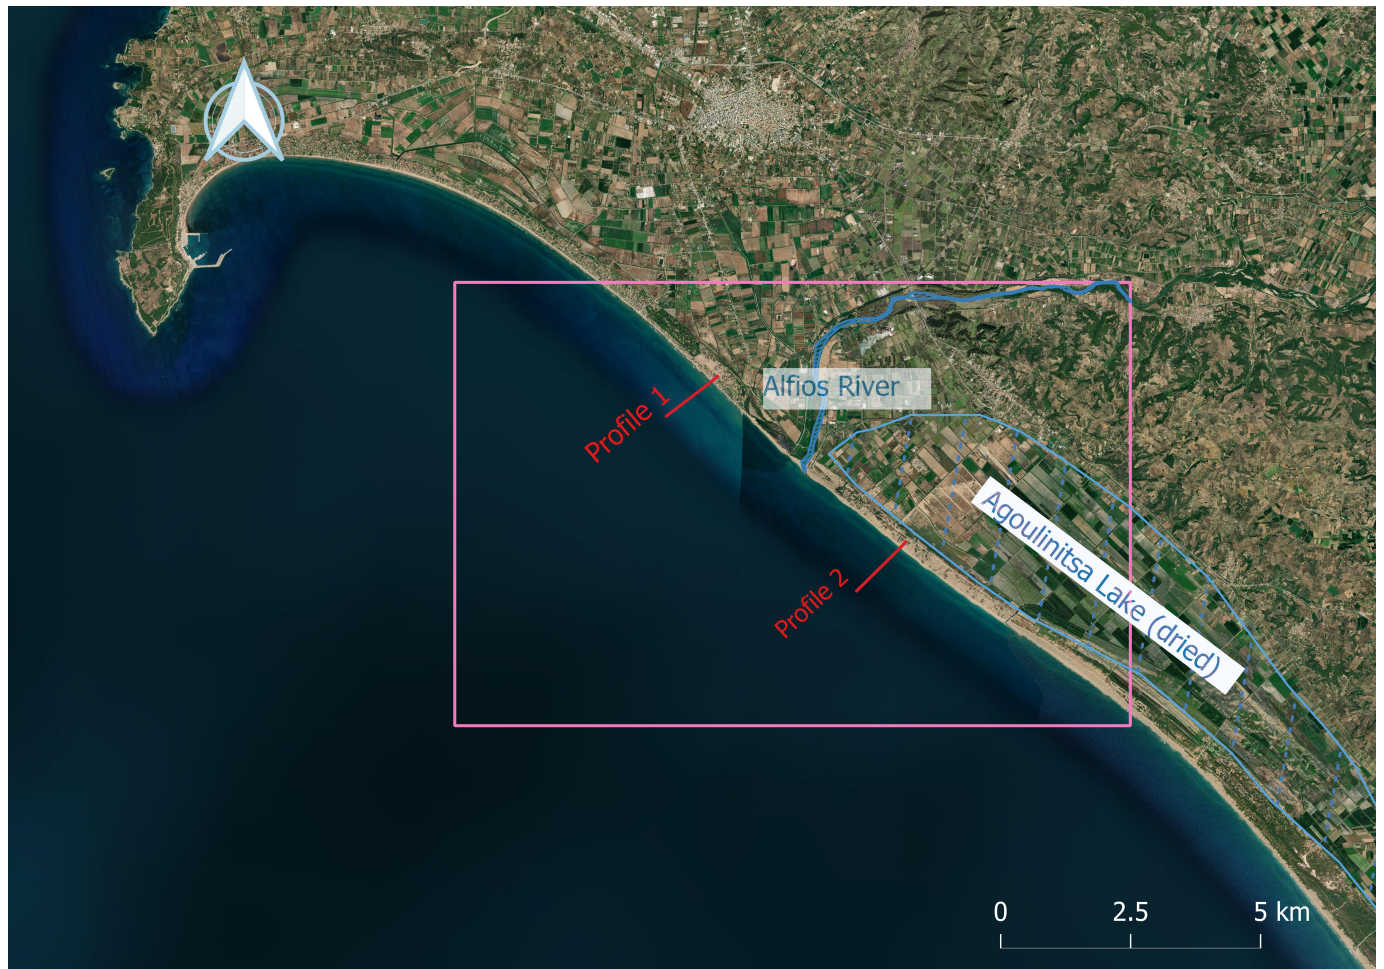 Profile 1
Alfios River
Agoulinitsa Lake (dried)
Profile 2
0 2.5 5 km